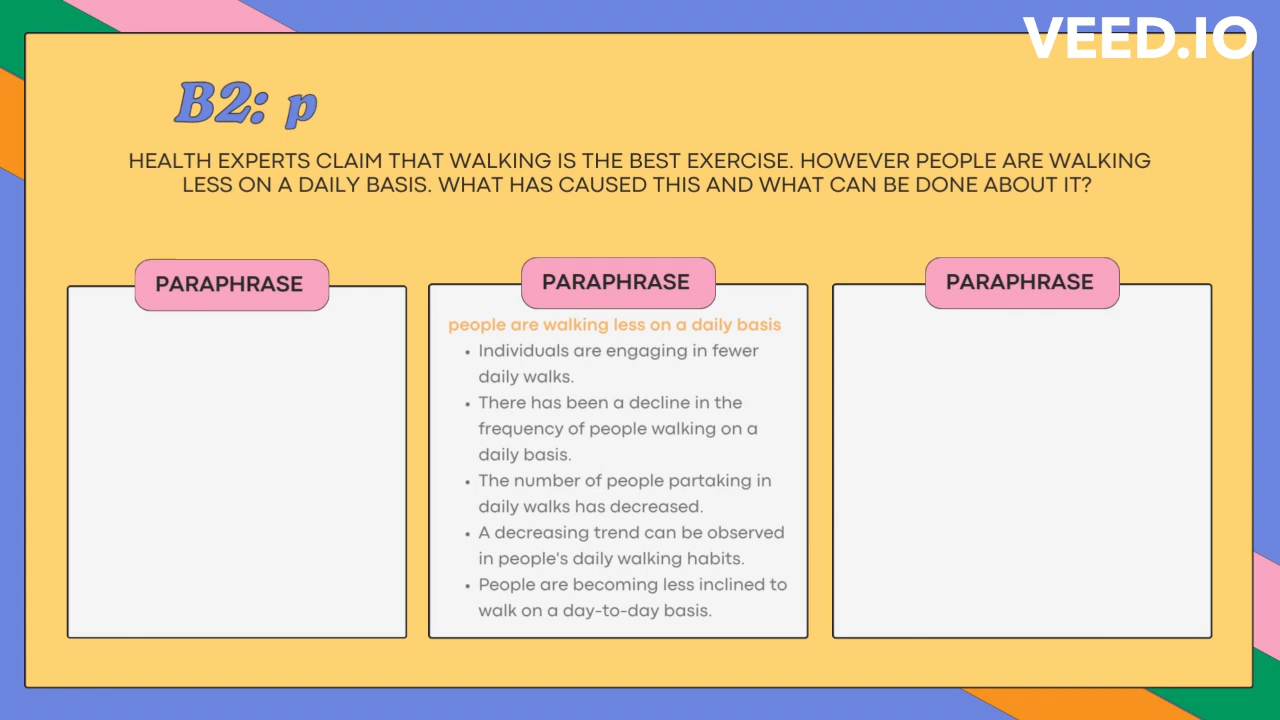 VEED.IO
B2: p
HEALTH EXPERTS CLAIM THAT WALKING IS THE BEST EXERCISE. HOWEVER PEOPLE ARE WALKING
LESS ON A DAILY BASIS. WHAT HAS CAUSED THIS AND WHAT CAN BE DONE ABOUT IT?
PARAPHRASE
PARAPHRASE
people are walking less on a daily basis
• Individuals are engaging in fewer
daily walks.
• There has been a decline in the
frequency of people walking on a
daily basis.
• The number of people partaking in
daily walks has decreased.
• A decreasing trend can be observed
in people's daily walking habits.
• People are becoming less inclined to
walk on a day-to-day basis.
PARAPHRASE